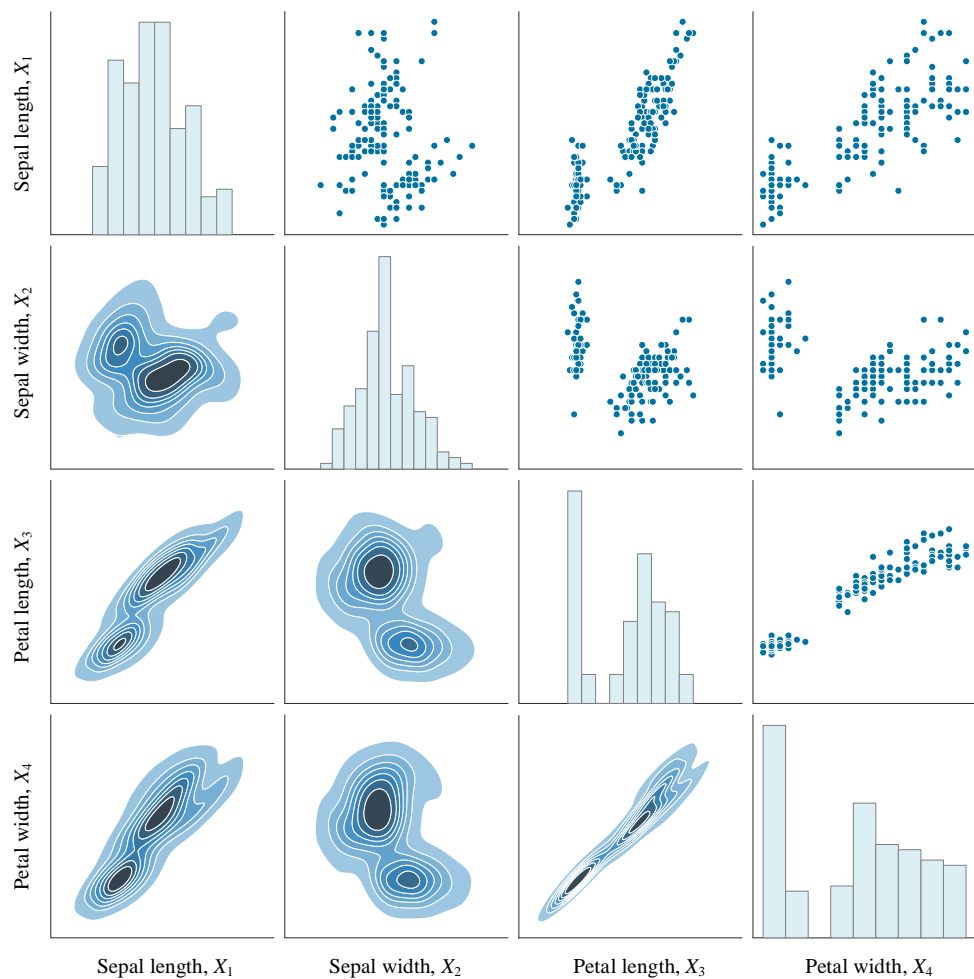 Sepal length, X₁
Sepal width, X₂
Petal length, X₃
Petal width, X₄
Sepal length, X₁
Sepal width, X₂
Petal length, X₃
Petal width, X₄